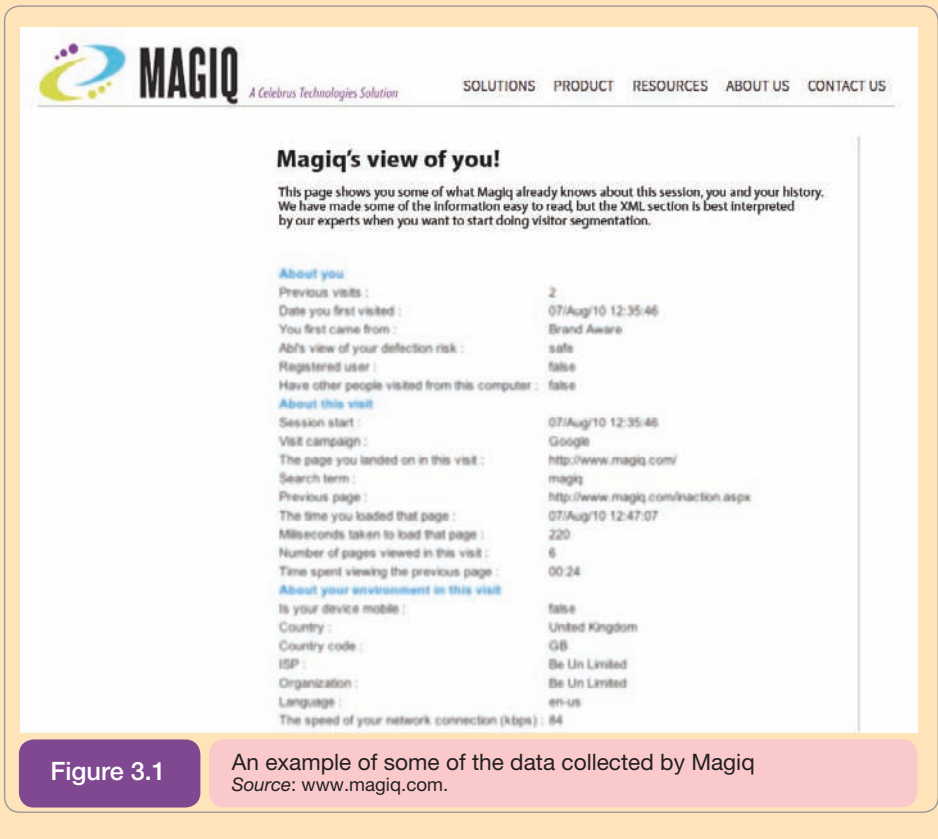 MAGIQ A Celebrus Technologies Solution SOLUTIONS PRODUCT RESOURCES ABOUT US CONTACT US
Magiq's view of you!
This page shows you some of what Magiq already knows about this session, you and your history.
We have made some of the information easy to read, but the XML section is best interpreted
by our experts when you want to start doing visitor segmentation.
About you
Previous visits : 2
Date you first visited : 07/Aug/10 12:35:46
You first came from : Brand Aware
Abi's view of your defection risk : safe
Registered user : false
Have other people visited from this computer : false
About this visit
Session start : 07/Aug/10 12:35:46
Visit campaign : Google
The page you landed on in this visit : http://www.magiq.com/
Search term : magiq
Previous page : http://www.magiq.com/inaction.aspx
The time you loaded that page : 07/Aug/10 12:47:07
Miliseconds taken to load that page : 220
Number of pages viewed in this visit : 6
Time spent viewing the previous page : 00:24
About your environment in this visit
Is your device mobile : false
Country : United Kingdom
Country code : GB
ISP : Be Un Limited
Organization : Be Un Limited
Language : en-us
The speed of your network connection (kbps) : 84
Figure 3.1 An example of some of the data collected by Magiq
Source: www.magiq.com.